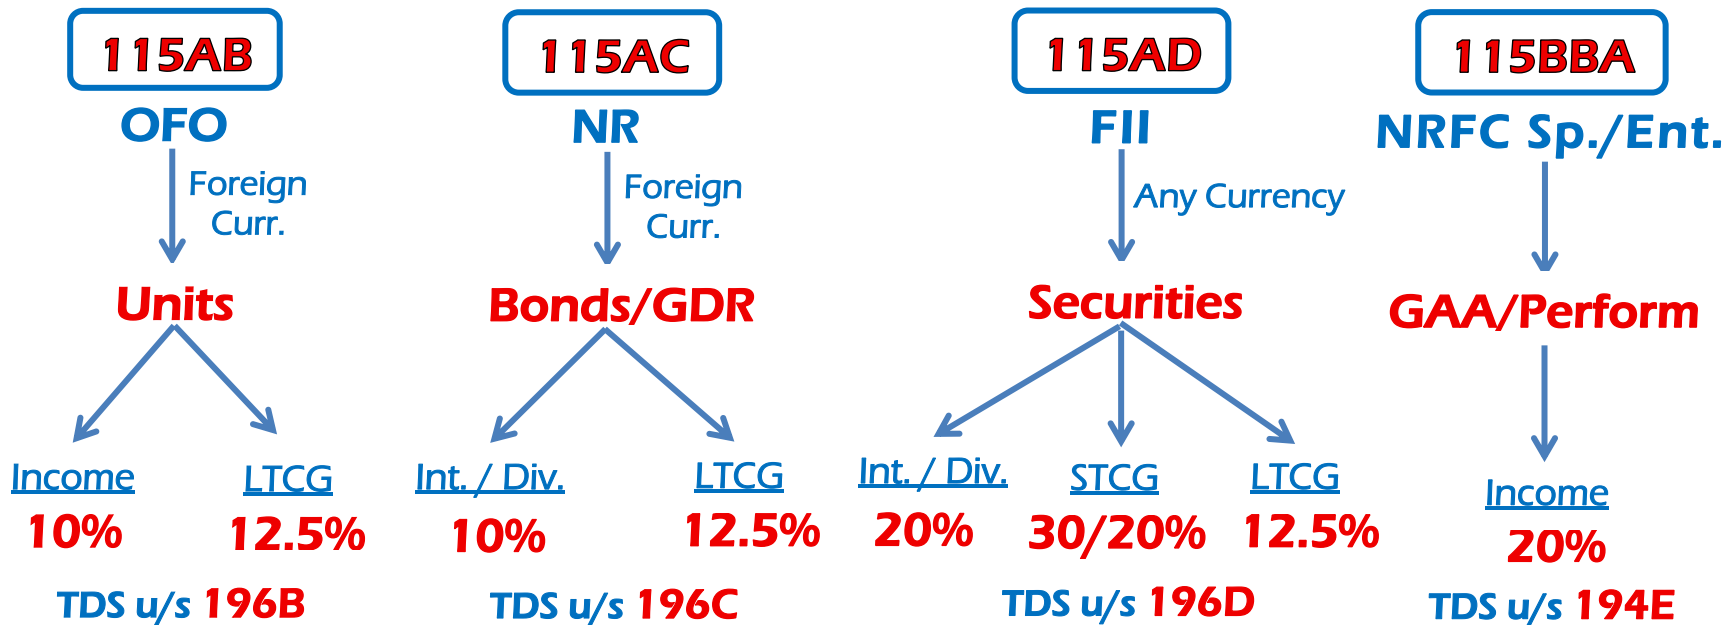 115AB
OFO
Foreign
Curr.
Units
Income
10%
LTCG
12.5%
TDS u/s 196B
115AC
NR
Foreign
Curr.
Bonds/GDR
Int. / Div.
10%
LTCG
12.5%
TDS u/s 196C
115AD
FII
Any Currency
Securities
Int. / Div.
20%
STCG
30/20%
LTCG
12.5%
TDS u/s 196D
115BBA
NRFC Sp./Ent.
GAA/Perform
Income
20%
TDS u/s 194E